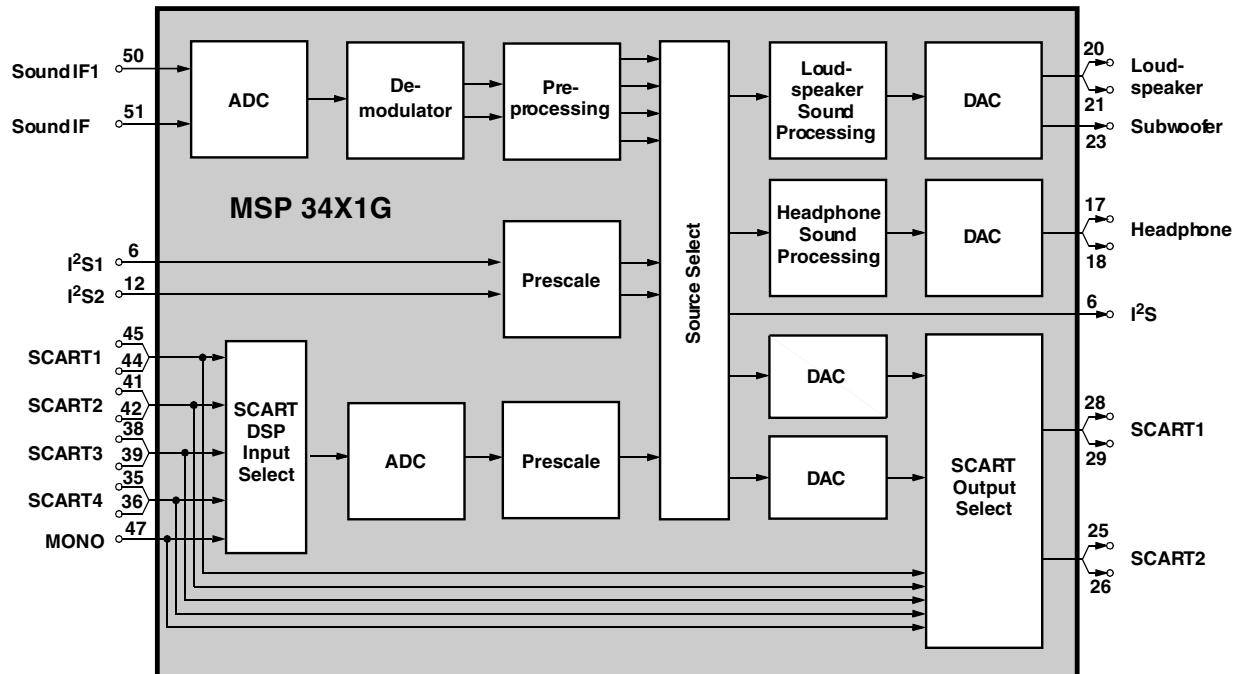 50
Sound IF1
51
Sound IF
ADC
De-
modulator
Pre-
processing
Source Select
Loud-
speaker
Sound
Processing
DAC
20
Loud-
speaker
21
Subwoofer
23
MSP 34X1G
6
I²S1
12
I²S2
Prescale
Headphone
Sound
Processing
DAC
17
Headphone
18
6
I²S
45
SCART1
44
41
SCART2
42
38
SCART3
39
35
SCART4
36
47
MONO
SCART
DSP
Input
Select
ADC
Prescale
DAC
DAC
SCART
Output
Select
28
SCART1
29
25
SCART2
26